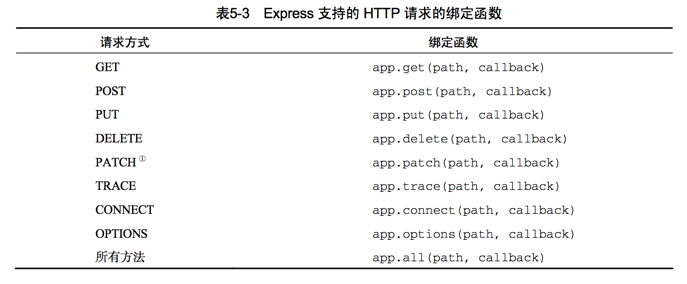 表5-3 Express 支持的 HTTP 请求的绑定函数
请求方式 绑定函数
GET app.get(path, callback)
POST app.post(path, callback)
PUT app.put(path, callback)
DELETE app.delete(path, callback)
PATCH① app.patch(path, callback)
TRACE app.trace(path, callback)
CONNECT app.connect(path, callback)
OPTIONS app.options(path, callback)
所有方法 app.all(path, callback)